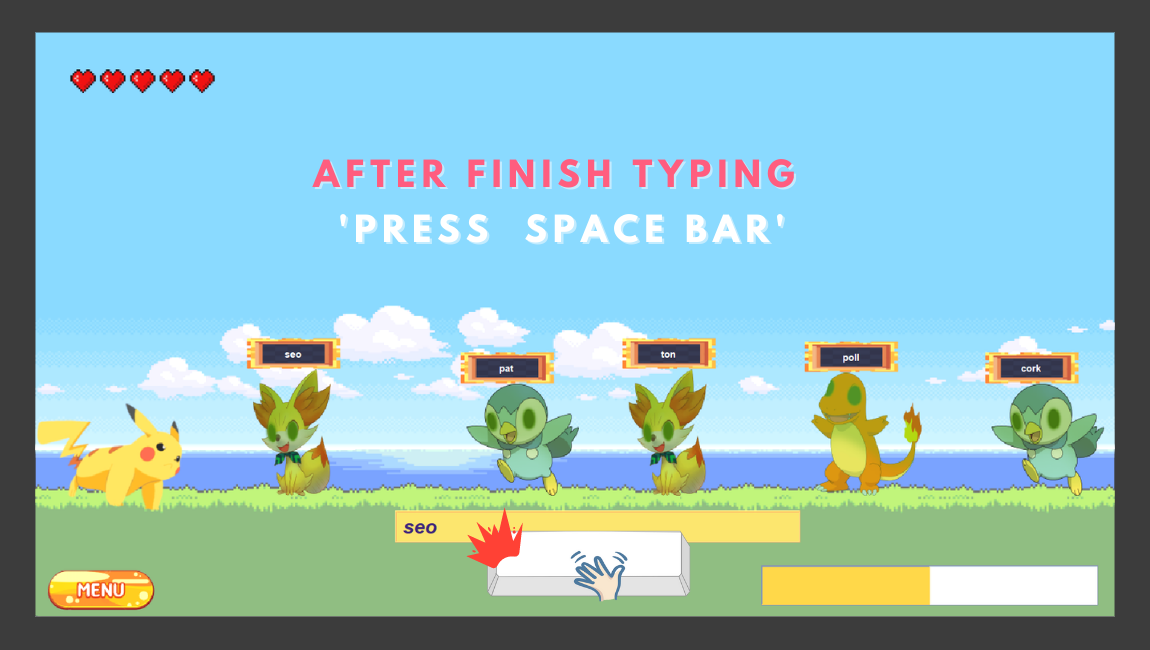 AFTER FINISH TYPING
'PRESS SPACE BAR'
seo
pat
ton
poll
cork
seo
MENU